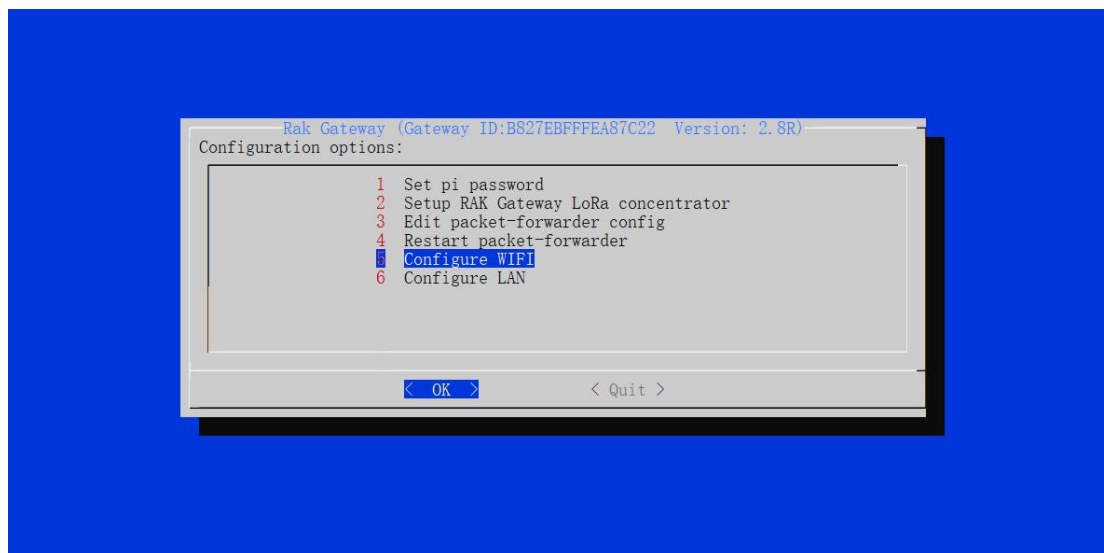 Rak Gateway (Gateway ID:B827EBFFFEA87C22 Version: 2.8R)
Configuration options:
1 Set pi password
2 Setup RAK Gateway LoRa concentrator
3 Edit packet-forwarder config
4 Restart packet-forwarder
5 Configure WIFI
6 Configure LAN
< OK > < Quit >